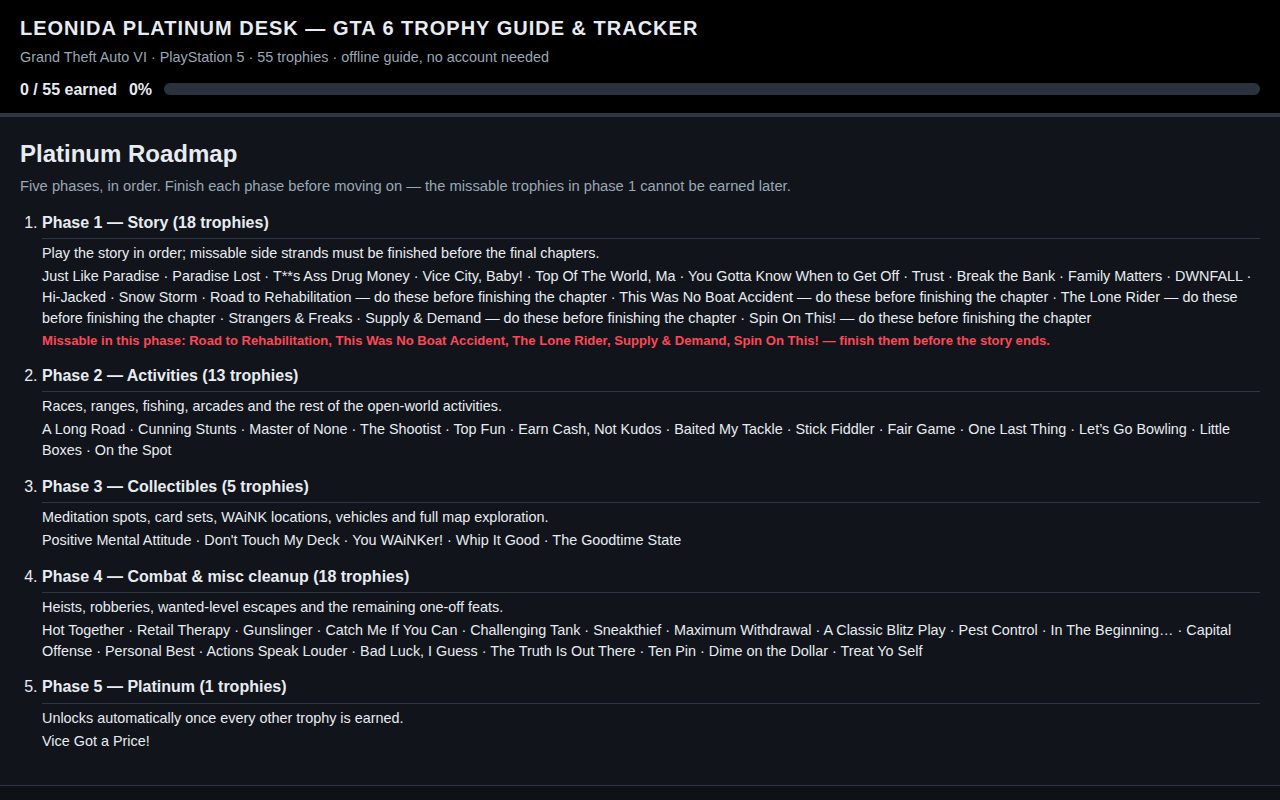 LEONIDA PLATINUM DESK — GTA 6 TROPHY GUIDE & TRACKER
Grand Theft Auto VI · PlayStation 5 · 55 trophies · offline guide, no account needed
0 / 55 earned 0%
Platinum Roadmap
Five phases, in order. Finish each phase before moving on — the missable trophies in phase 1 cannot be earned later.
1. Phase 1 — Story (18 trophies)
Play the story in order; missable side strands must be finished before the final chapters.
Just Like Paradise · Paradise Lost · T**s Ass Drug Money · Vice City, Baby! · Top Of The World, Ma · You Gotta Know When to Get Off · Trust · Break the Bank · Family Matters · DWNFALL ·
Hi-Jacked · Snow Storm · Road to Rehabilitation — do these before finishing the chapter · This Was No Boat Accident — do these before finishing the chapter · The Lone Rider — do these
before finishing the chapter · Strangers & Freaks · Supply & Demand — do these before finishing the chapter · Spin On This! — do these before finishing the chapter
Missable in this phase: Road to Rehabilitation, This Was No Boat Accident, The Lone Rider, Supply & Demand, Spin On This! — finish them before the story ends.
2. Phase 2 — Activities (13 trophies)
Races, ranges, fishing, arcades and the rest of the open-world activities.
A Long Road · Cunning Stunts · Master of None · The Shootist · Top Fun · Earn Cash, Not Kudos · Baited My Tackle · Stick Fiddler · Fair Game · One Last Thing · Let’s Go Bowling · Little
Boxes · On the Spot
3. Phase 3 — Collectibles (5 trophies)
Meditation spots, card sets, WAiNK locations, vehicles and full map exploration.
Positive Mental Attitude · Don't Touch My Deck · You WAiNKer! · Whip It Good · The Goodtime State
4. Phase 4 — Combat & misc cleanup (18 trophies)
Heists, robberies, wanted-level escapes and the remaining one-off feats.
Hot Together · Retail Therapy · Gunslinger · Catch Me If You Can · Challenging Tank · Sneakthief · Maximum Withdrawal · A Classic Blitz Play · Pest Control · In The Beginning… · Capital
Offense · Personal Best · Actions Speak Louder · Bad Luck, I Guess · The Truth Is Out There · Ten Pin · Dime on the Dollar · Treat Yo Self
5. Phase 5 — Platinum (1 trophies)
Unlocks automatically once every other trophy is earned.
Vice Got a Price!